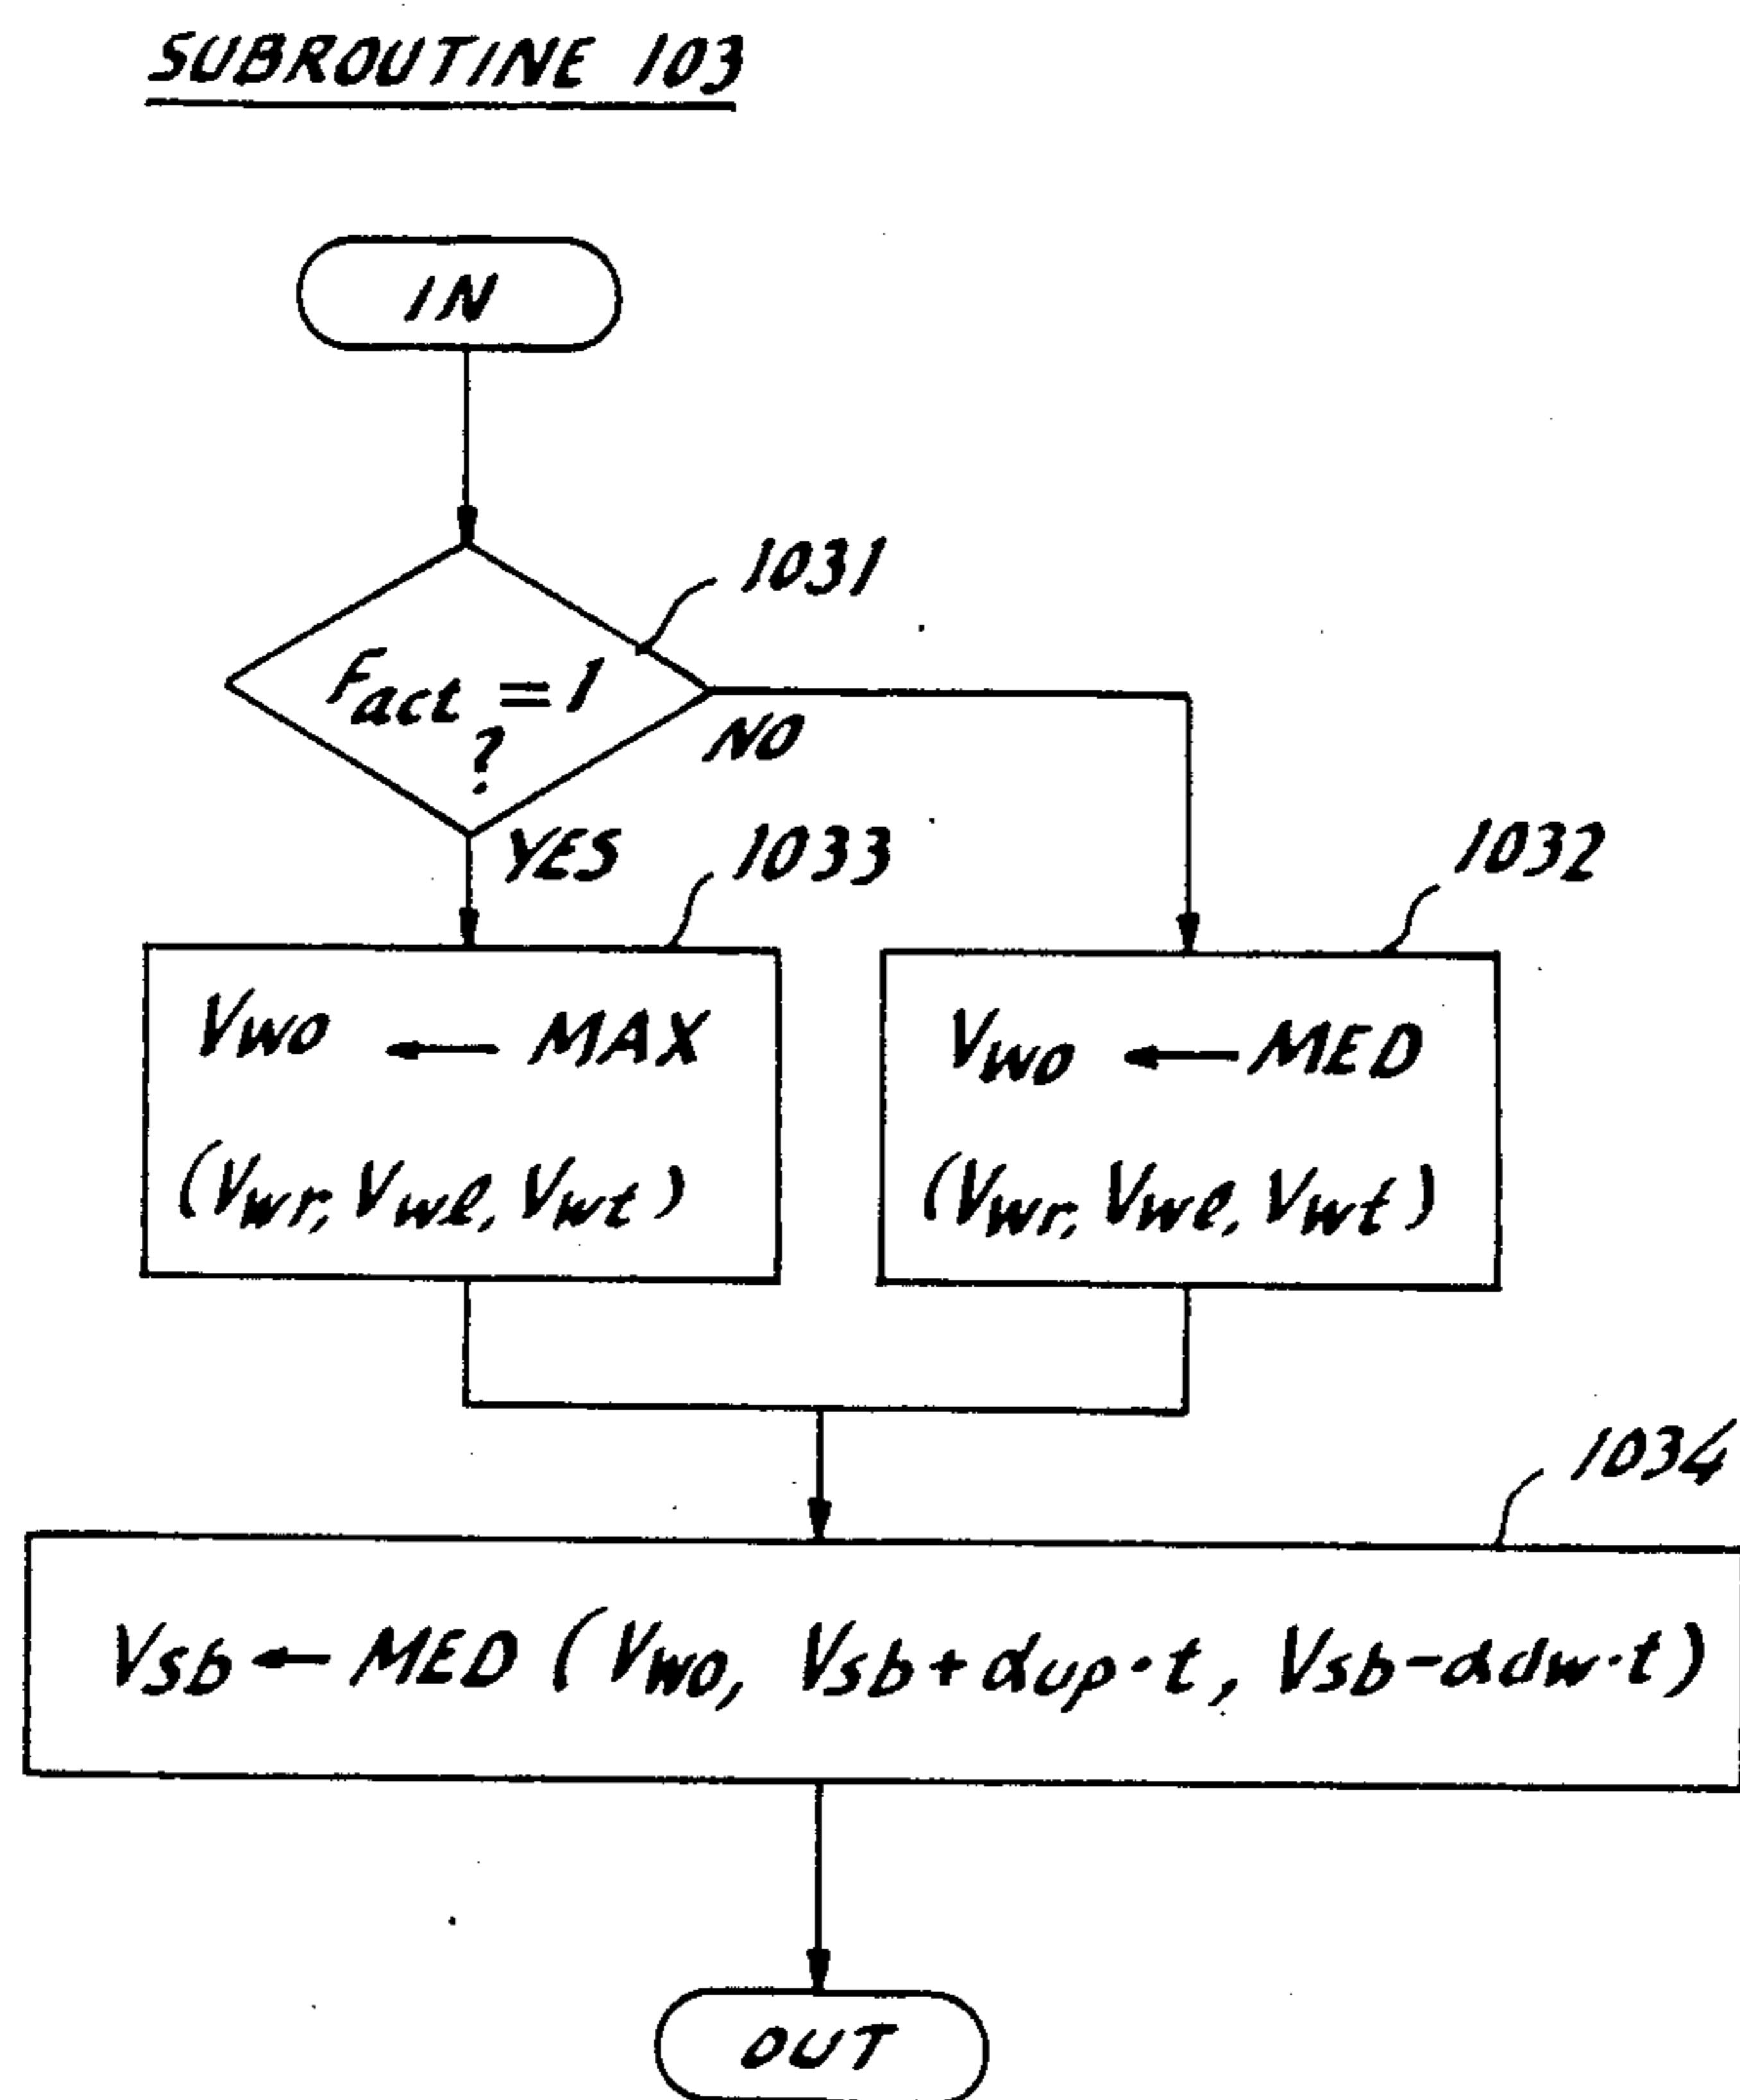 SUBROUTINE 103
IN
1031
Fact = 1
?
NO
YES
1033
1032
Vwo ← MAX
(Vwr, Vwl, Vwt)
Vwo ← MED
(Vwr, Vwl, Vwt)
1034
Vsb ← MED (Vwo, Vsb+αup·t, Vsb-αdw·t)
OUT